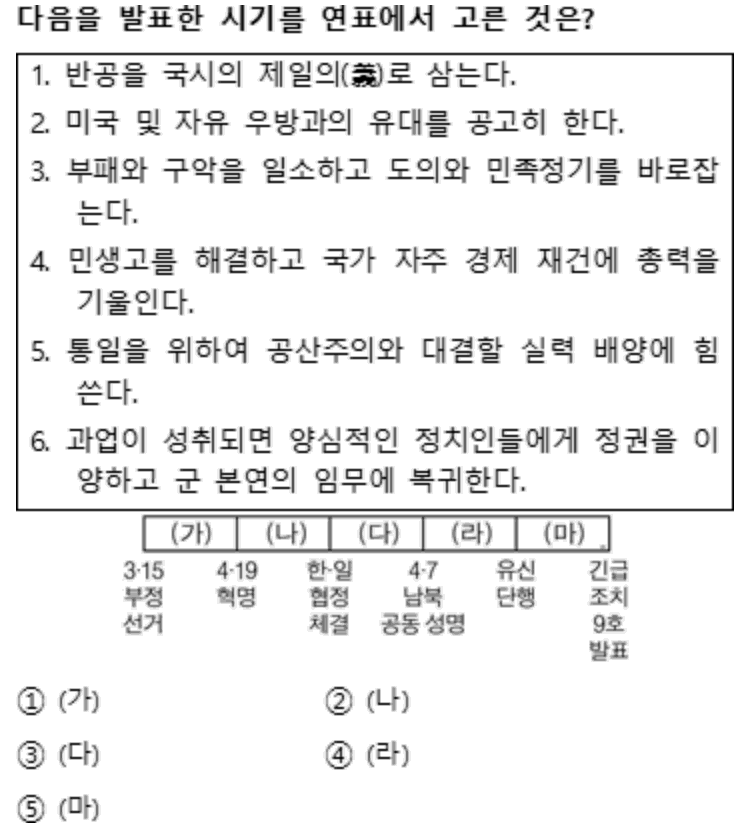 다음을 발표한 시기를 연표에서 고른 것은?
1. 반공을 국시의 제일의(義)로 삼는다.
2. 미국 및 자유 우방과의 유대를 공고히 한다.
3. 부패와 구악을 일소하고 도의와 민족정기를 바로잡
는다.
4. 민생고를 해결하고 국가 자주 경제 재건에 총력을
기울인다.
5. 통일을 위하여 공산주의와 대결할 실력 배양에 힘
쓴다.
6. 과업이 성취되면 양심적인 정치인들에게 정권을 이
양하고 군 본연의 임무에 복귀한다.
(가) (나) (다) (라) (마)
3·15 4·19 한·일 4·7 유신 긴급
부정 혁명 협정 남북 단행 조치
선거 체결 공동 성명 9호
발표
① (가) ② (나)
③ (다) ④ (라)
⑤ (마)